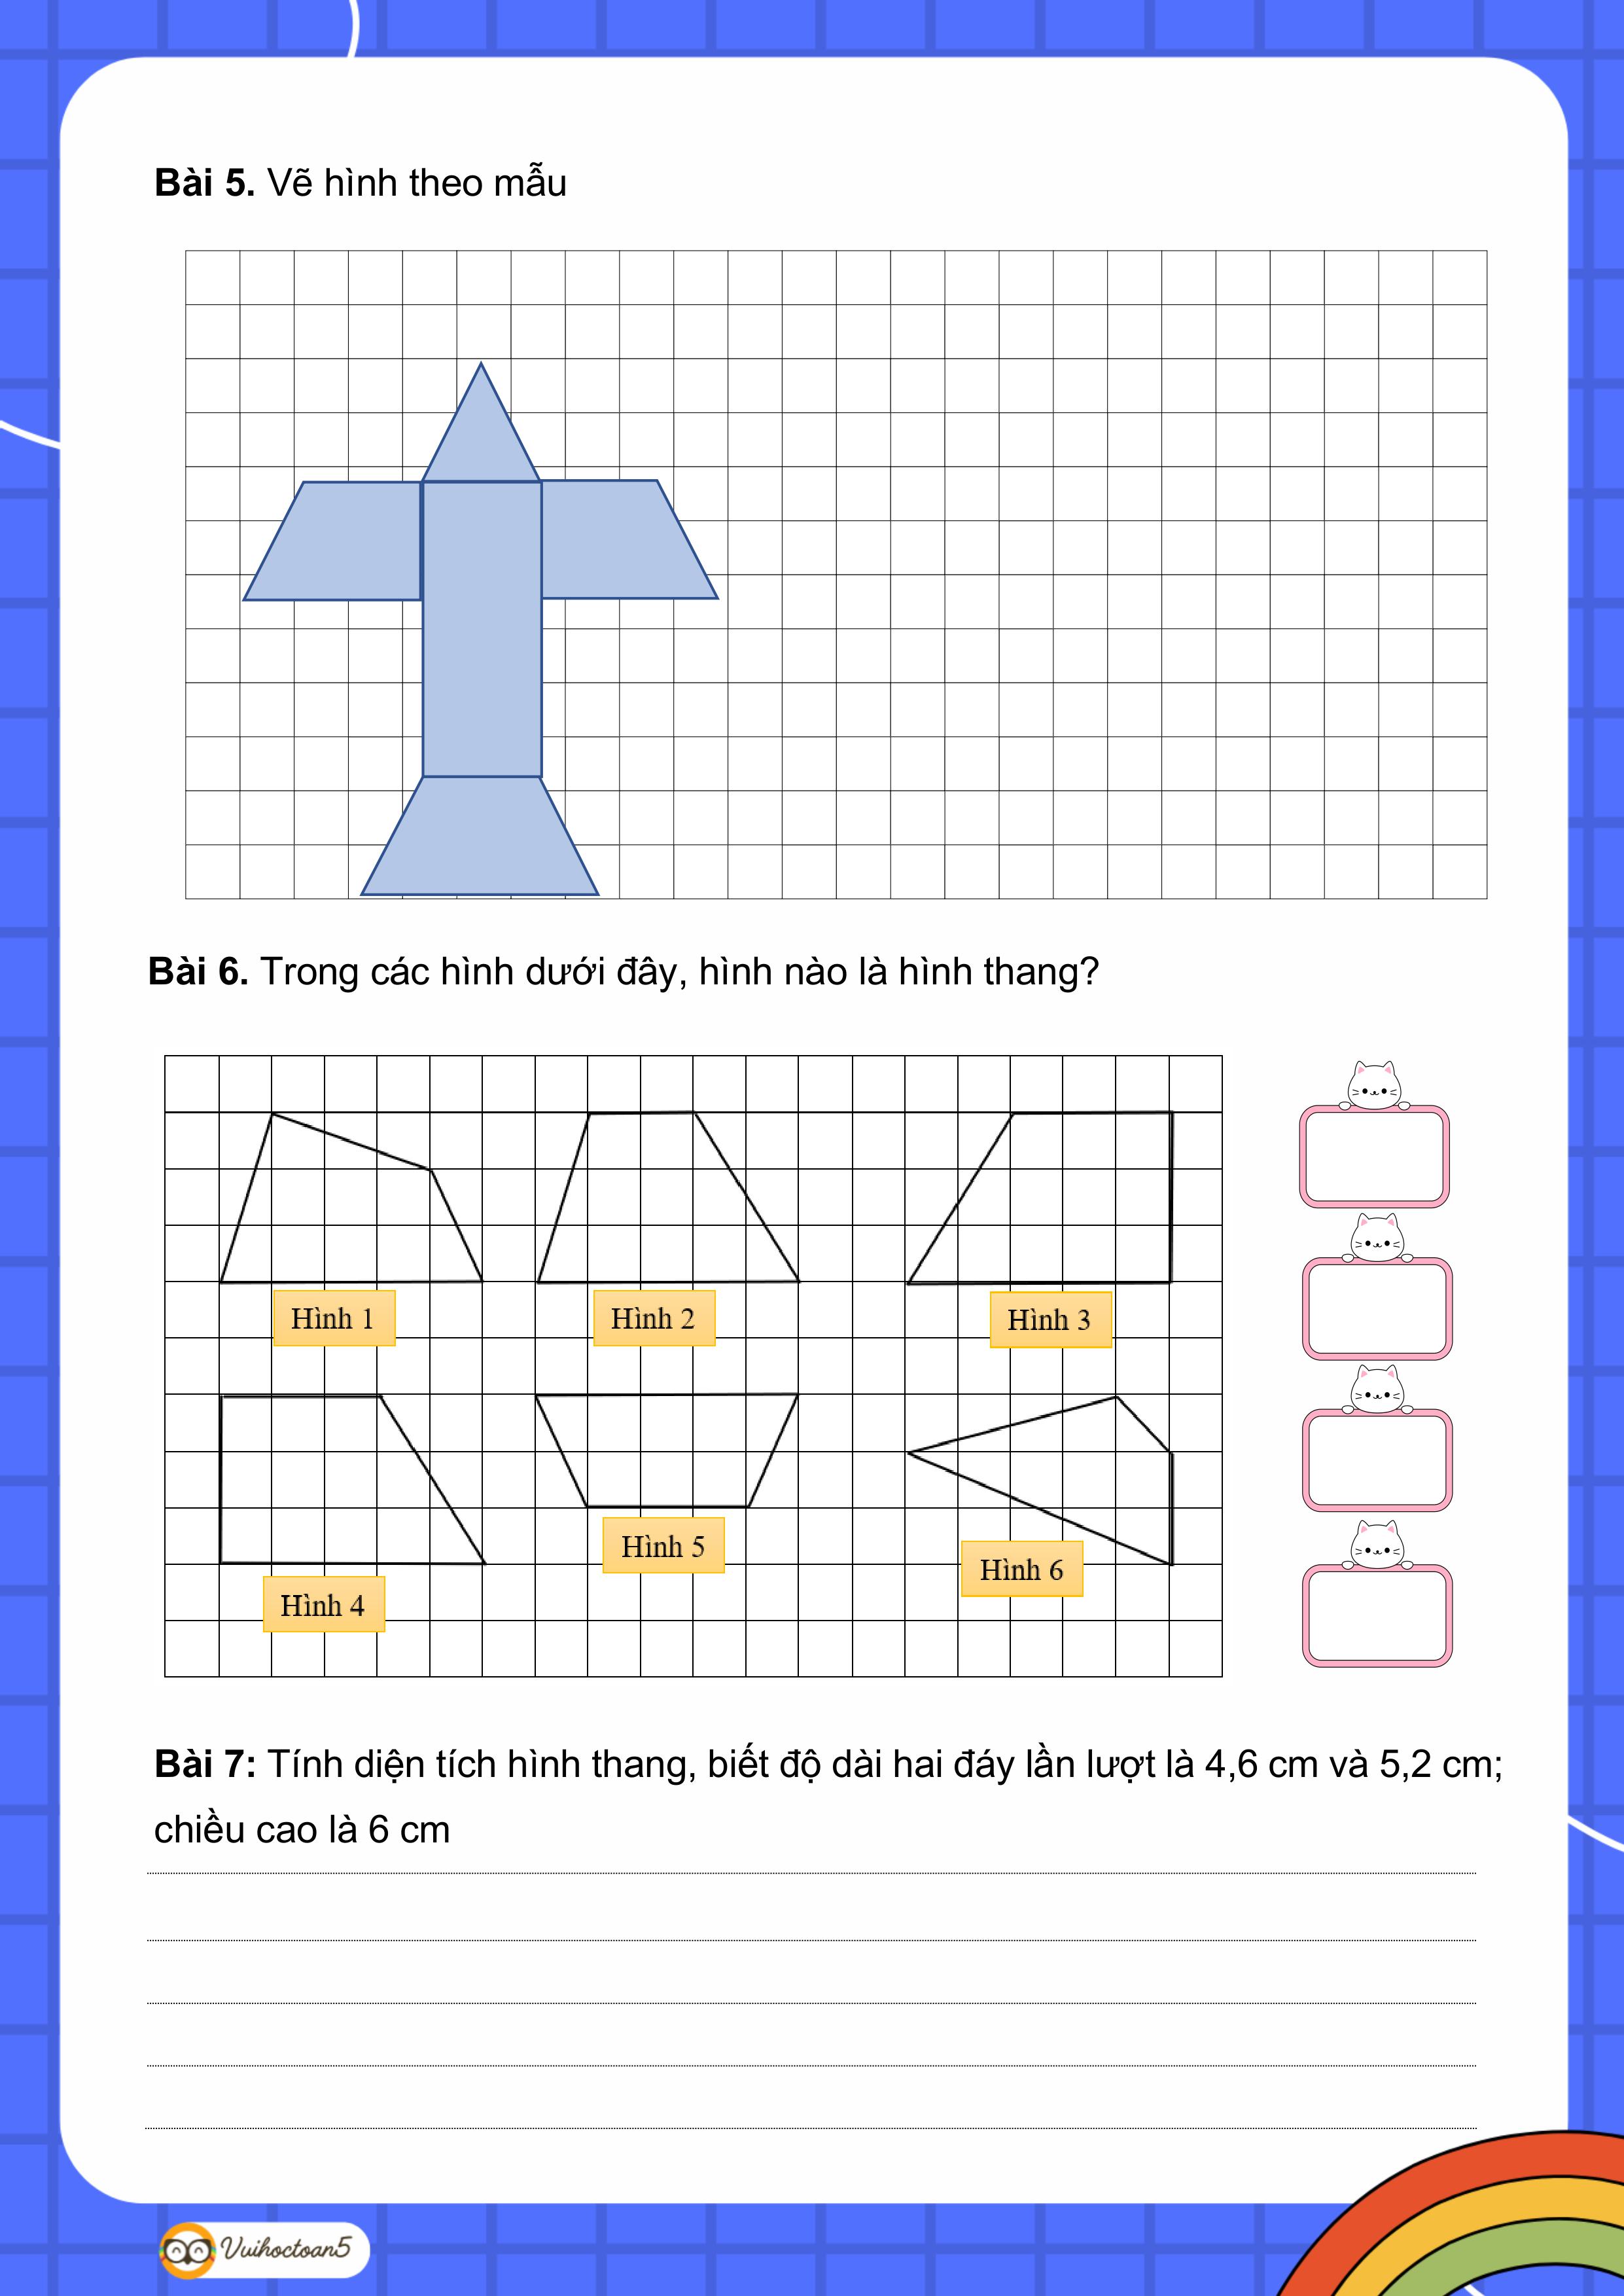 Bài 5. Vẽ hình theo mẫu
Bài 6. Trong các hình dưới đây, hình nào là hình thang?
Hình 1
Hình 2
Hình 3
Hình 4
Hình 5
Hình 6
Bài 7: Tính diện tích hình thang, biết độ dài hai đáy lần lượt là 4,6 cm và 5,2 cm;
chiều cao là 6 cm
Vuihoctoan5